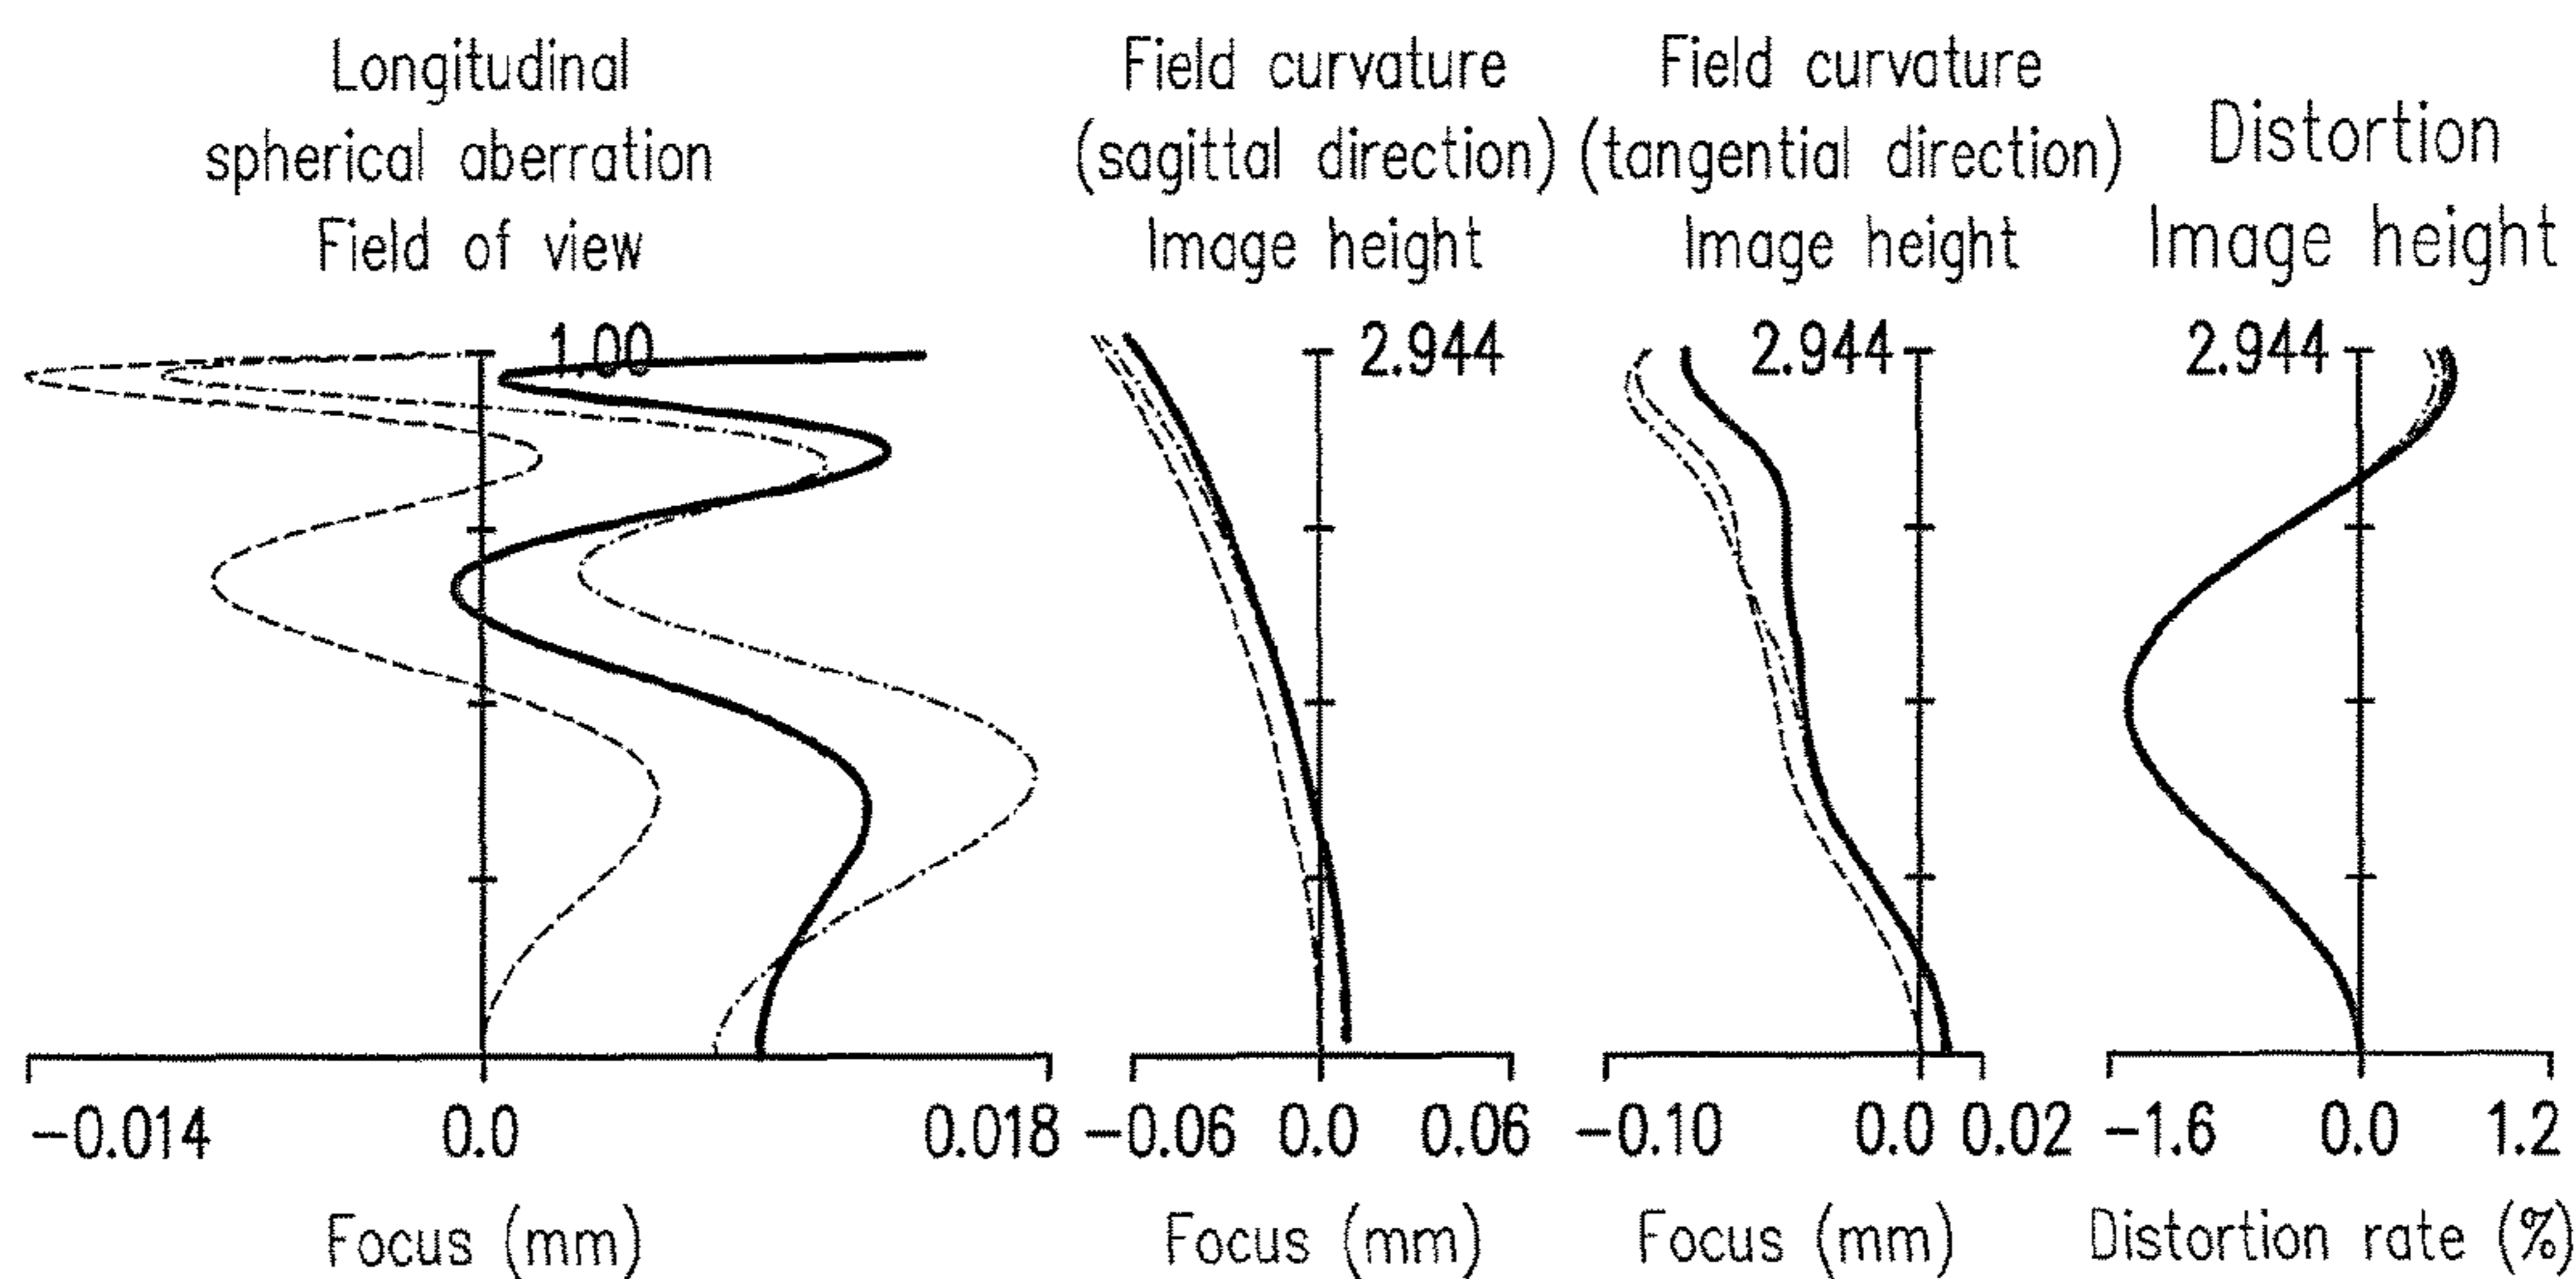 Longitudinal
spherical aberration
Field of view
1.00
-0.014 0.0 0.018
Focus (mm)
Field curvature
(sagittal direction)
Image height
2.944
-0.06 0.0 0.06
Focus (mm)
Field curvature
(tangential direction)
Image height
2.944
-0.10 0.0 0.02
Focus (mm)
Distortion
Image height
2.944
-1.6 0.0 1.2
Distortion rate (%)